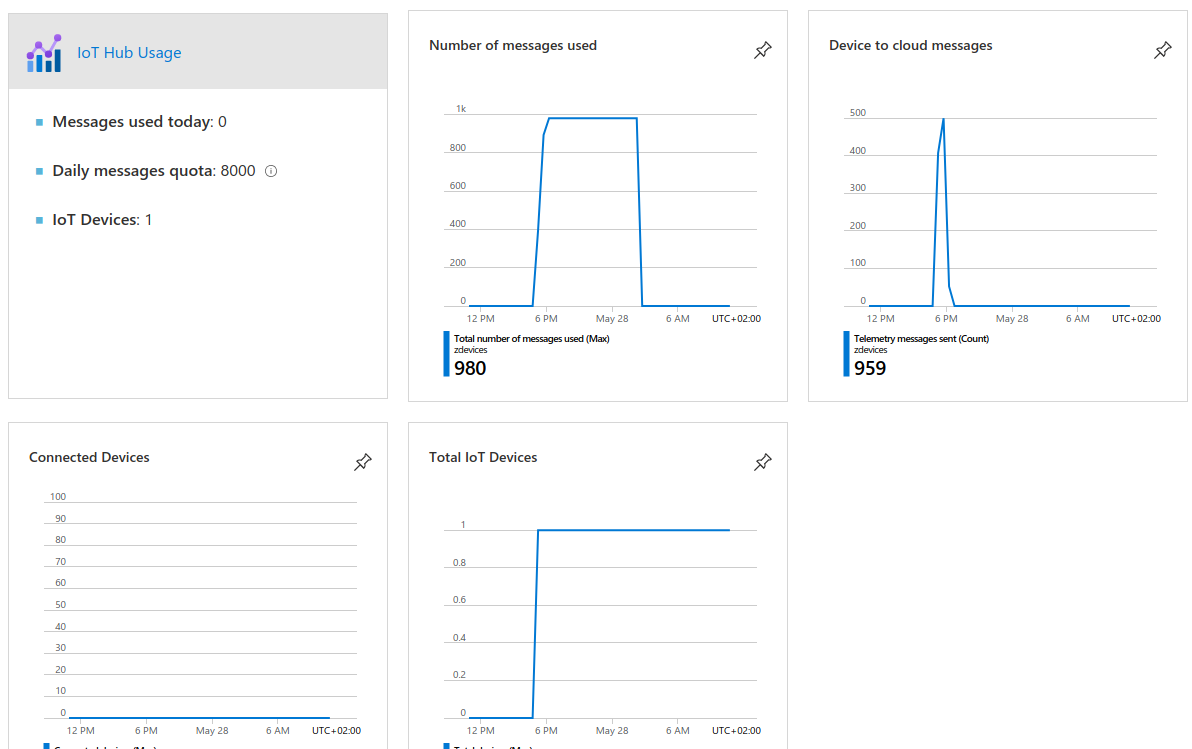 IoT Hub Usage
Messages used today: 0
Daily messages quota: 8000
IoT Devices: 1
Number of messages used
1k
800
600
400
200
0
12 PM 6 PM May 28 6 AM UTC+02:00
Total number of messages used (Max)
zdevices
980
Device to cloud messages
500
400
300
200
100
0
12 PM 6 PM May 28 6 AM UTC+02:00
Telemetry messages sent (Count)
zdevices
959
Connected Devices
100
90
80
70
60
50
40
30
20
10
0
12 PM 6 PM May 28 6 AM UTC+02:00
Total IoT Devices
1
0.8
0.6
0.4
0.2
0
12 PM 6 PM May 28 6 AM UTC+02:00